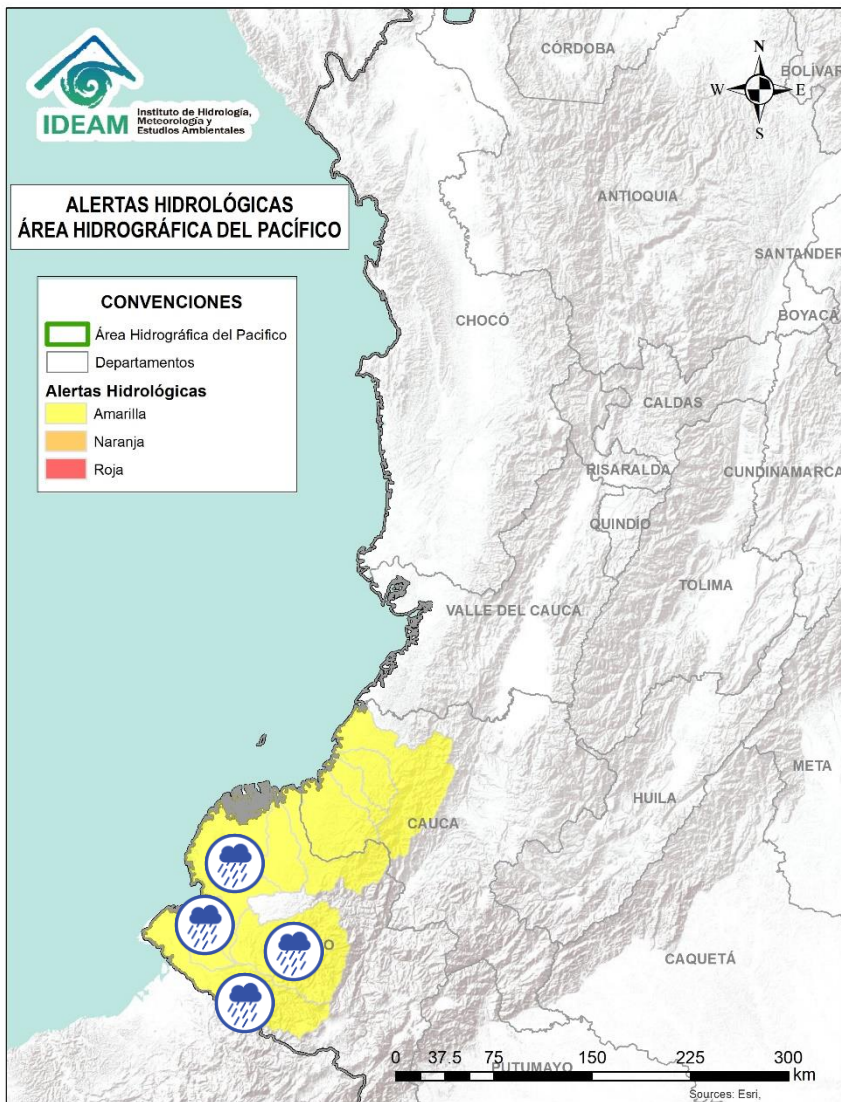 IDEAM
Instituto de Hidrología,
Meteorología y
Estudios Ambientales
CÓRDOBA
BOLÍVAR
N
W
E
S
ALERTAS HIDROLÓGICAS
ÁREA HIDROGRÁFICA DEL PACÍFICO
ANTIOQUIA
SANTANDER
CONVENCIONES
Área Hidrográfica del Pacifico
Departamentos
Alertas Hidrológicas
Amarilla
Naranja
Roja
CHOCÓ
BOYACÁ
CALDAS
RISARALDA
CUNDINAMARCA
QUINDÍO
TOLIMA
VALLE DEL CAUCA
META
HUILA
CAUCA
O
CAQUETÁ
PUTUMAYO
0 37.5 75 150 225 300
km
Sources: Esri,